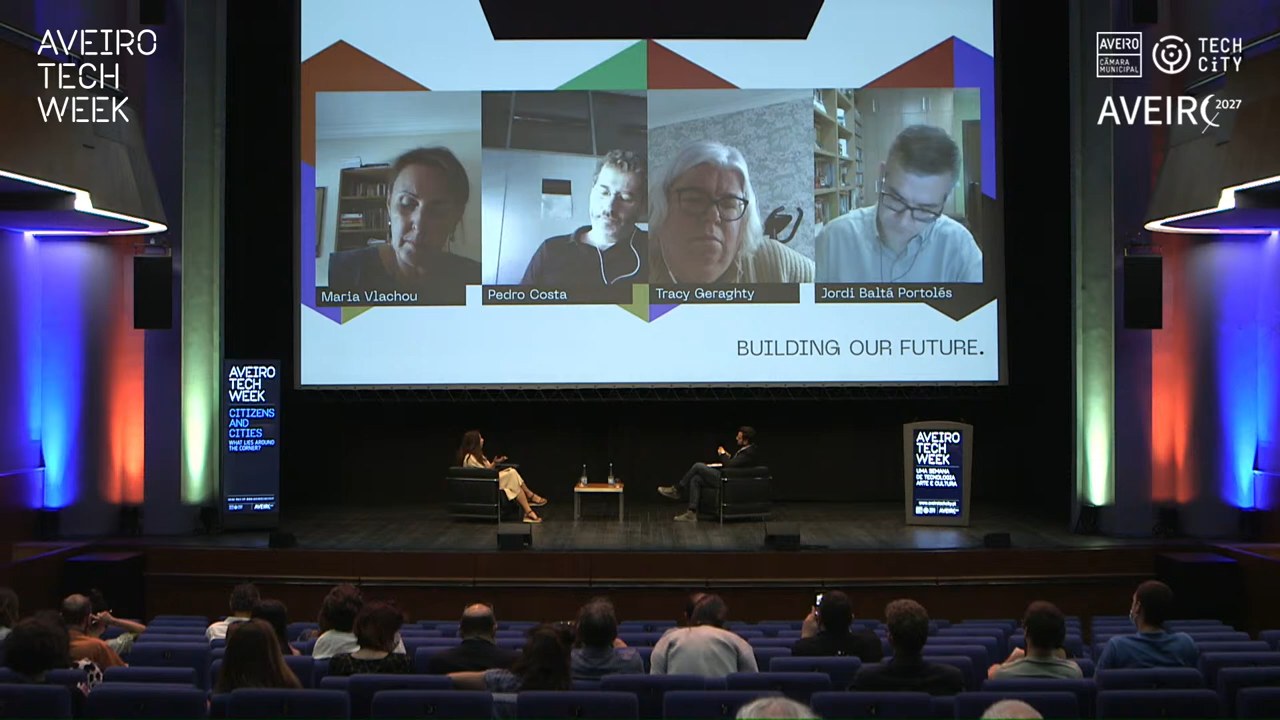 AVEIRO
TECH
WEEK
AVEIRO
CÂMARA
MUNICIPAL
TECH
CiTY
AVEIRO 2027
Maria Vlachou
Pedro Costa
Tracy Geraghty
Jordi Baltá Portolés
BUILDING OUR FUTURE.
AVEIRO
TECH
WEEK
CITIZENS
AND
CITIES
WHAT LIES AROUND
THE CORNER?
AVEIRO
AVEIRO
TECH
WEEK
UMA SEMANA
DE TECNOLOGIA
ARTE E CULTURA
AVEIRO